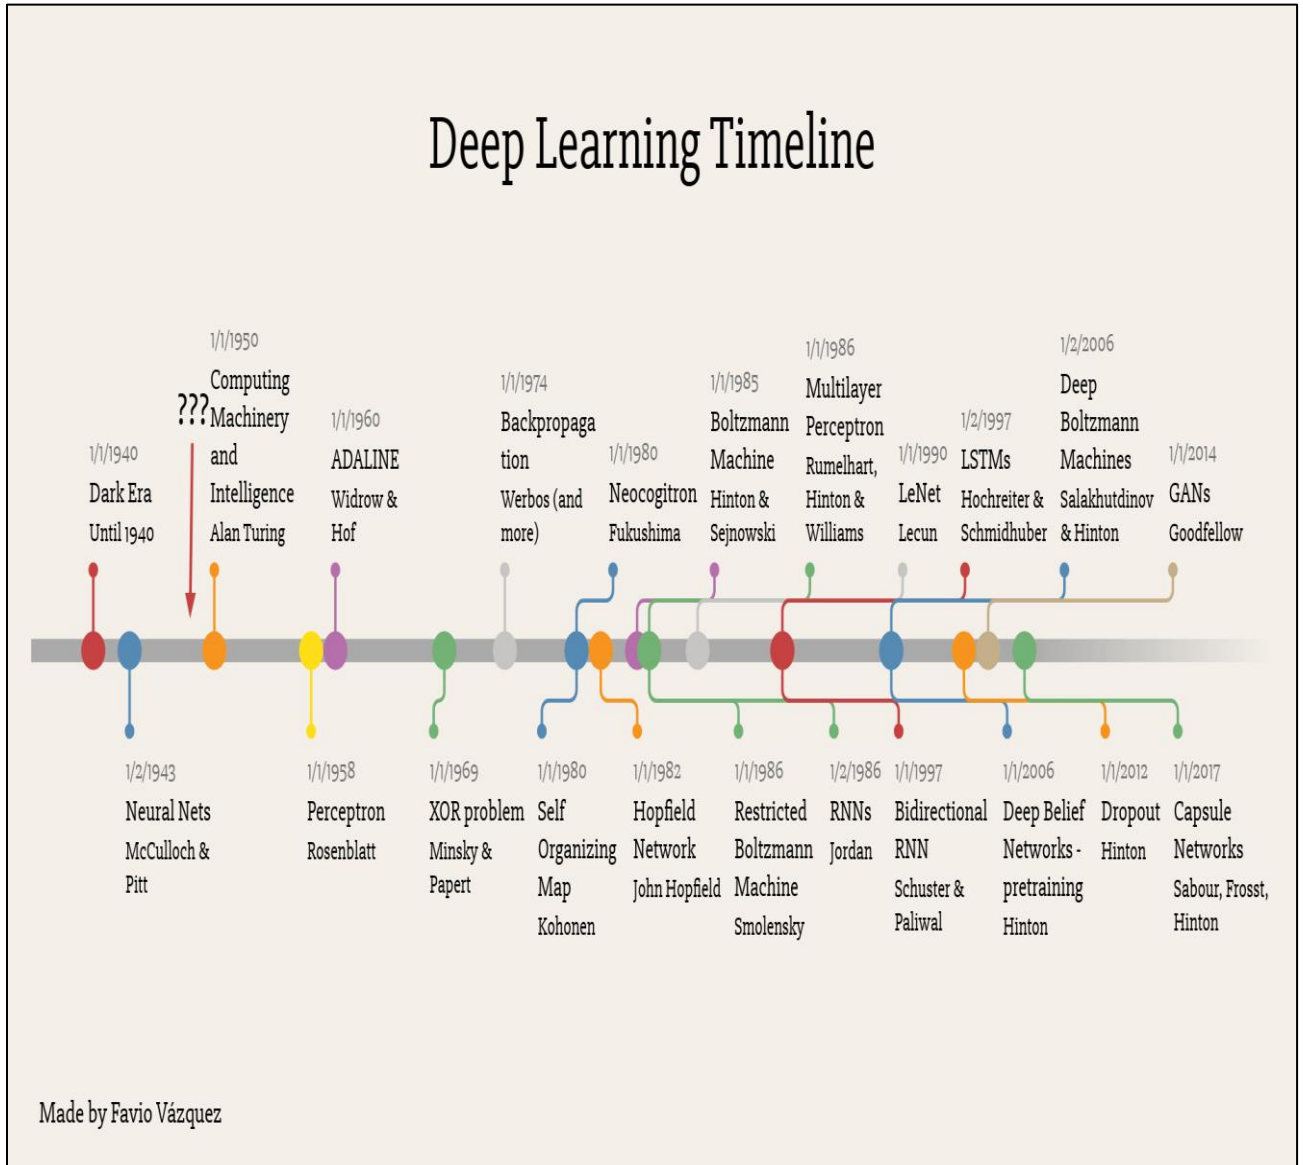 Deep Learning Timeline
1/1/1940
Dark Era
Until 1940
???
1/1/1950
Computing
Machinery
and
Intelligence
Alan Turing
1/1/1960
ADALINE
Widrow &
Hof
1/1/1974
Backpropaga
tion
Werbos (and
more)
1/1/1980
Neocogitron
Fukushima
1/1/1985
Boltzmann
Machine
Hinton &
Sejnowski
1/1/1986
Multilayer
Perceptron
Rumelhart,
Hinton &
Williams
1/1/1990
LeNet
Lecun
1/2/1997
LSTMs
Hochreiter &
Schmidhuber
1/2/2006
Deep
Boltzmann
Machines
Salakhutdinov
& Hinton
1/1/2014
GANs
Goodfellow
1/2/1943
Neural Nets
McCulloch &
Pitt
1/1/1958
Perceptron
Rosenblatt
1/1/1969
XOR problem
Minsky &
Papert
1/1/1980
Self
Organizing
Map
Kohonen
1/1/1982
Hopfield
Network
John Hopfield
1/1/1986
Restricted
Boltzmann
Machine
Smolensky
1/2/1986
RNNs
Jordan
1/1/1997
Bidirectional
RNN
Schuster &
Paliwal
1/1/2006
Deep Belief
Networks -
pretraining
Hinton
1/1/2012
Dropout
Hinton
1/1/2017
Capsule
Networks
Sabour, Frosst,
Hinton
Made by Favio Vázquez